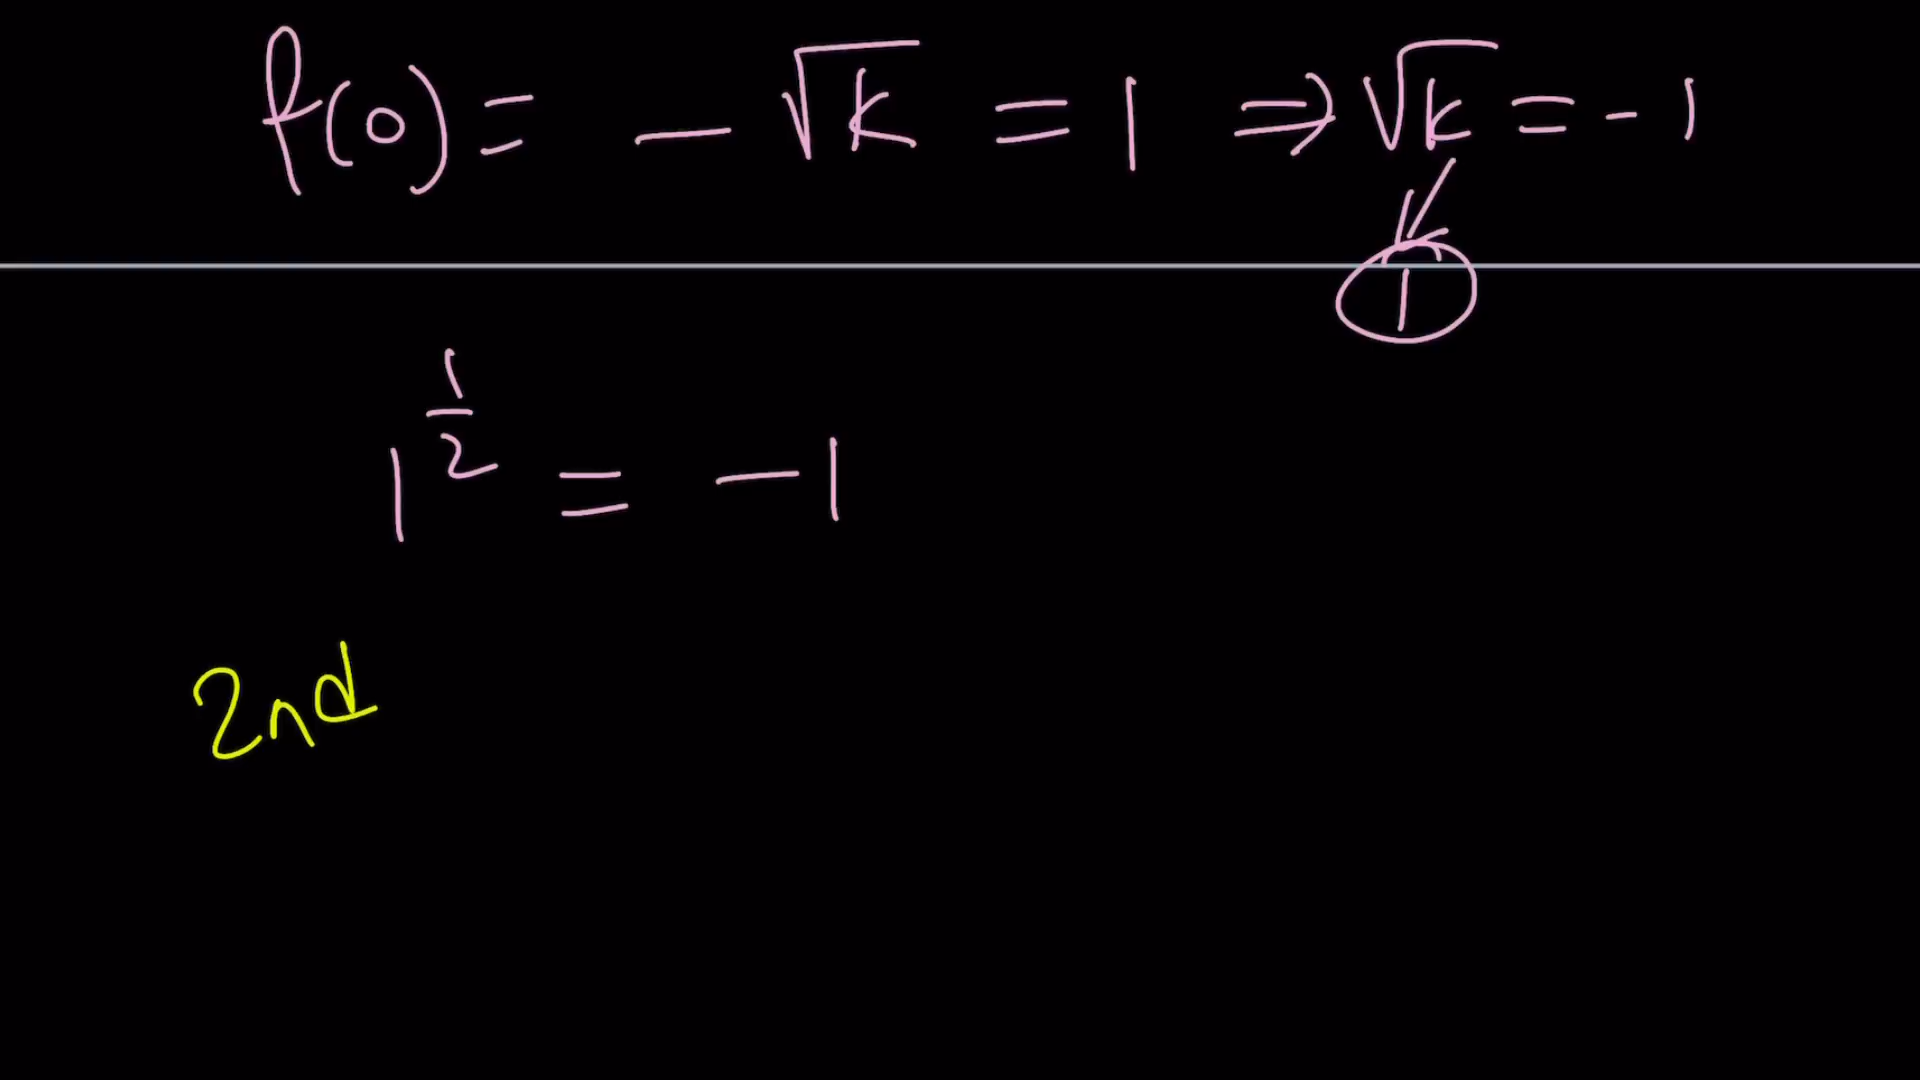 f(0) = - √k = 1 ⇒ √k = - 1
1
1^(1/2) = - 1
2nd